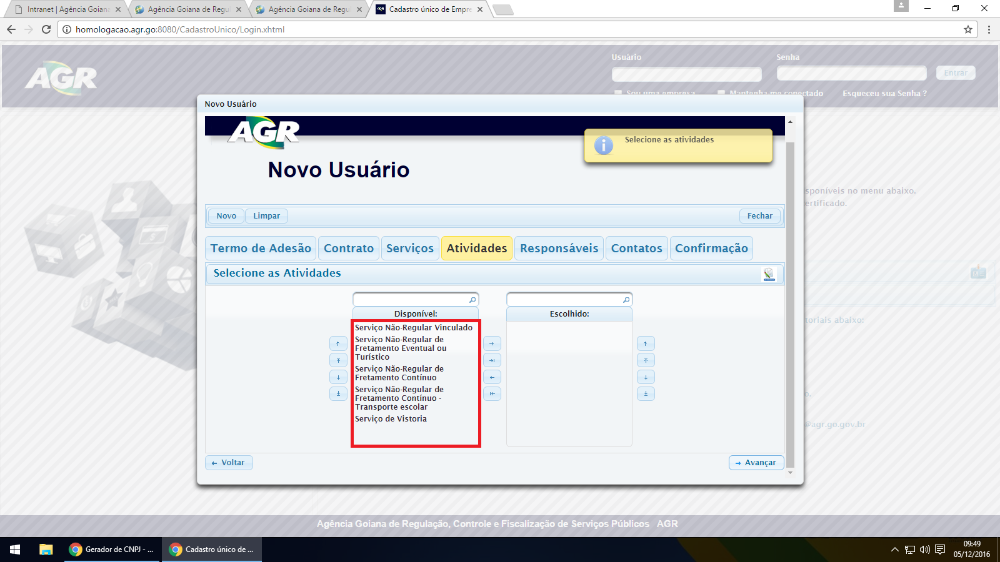 Intranet | Agência Goiana
Agência Goiana de Regul
Agência Goiana de Regul
Cadastro único de Empre
homologacao.agr.go:8080/CadastroUnico/Login.xhtml
Usuário
Senha
AGR
Entrar
Sou uma empresa
Mantenha-me conectado
Esqueceu sua Senha ?
Novo Usuário
AGR
Selecione as atividades
Novo Usuário
sponíveis no menu abaixo.
ertificado.
Novo
Limpar
Fechar
Termo de Adesão
Contrato
Serviços
Atividades
Responsáveis
Contatos
Confirmação
Selecione as Atividades
Disponível:
Escolhido:
toriais abaixo:
Serviço Não-Regular Vinculado
Serviço Não-Regular de
Fretamento Eventual ou
Turístico
Serviço Não-Regular de
Fretamento Contínuo
Serviço Não-Regular de
Fretamento Contínuo -
Transporte escolar
Serviço de Vistoria
o.
@agr.go.gov.br
Voltar
Avançar
Agência Goiana de Regulação, Controle e Fiscalização de Serviços Públicos AGR
Gerador de CNPJ - ...
Cadastro único de ...
09:49
05/12/2016